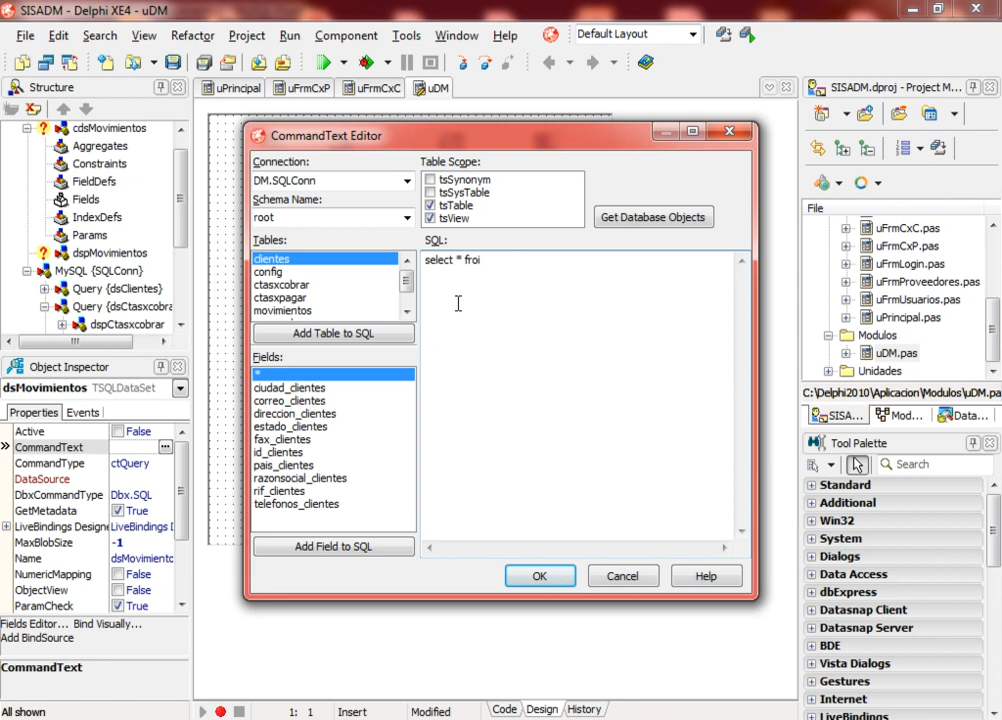 SISADM - Delphi XE4 - uDM
File Edit Search View Refactor Project Run Component Tools Window Help Default Layout
Structure
uPrincipal uFrmCxP uFrmCxC uDM
SISADM.dproj - Project M...
cdsMovimientos
Aggregates
Constraints
FieldDefs
Fields
IndexDefs
Params
dspMovimientos
MySQL {SQLConn}
Query {dsClientes}
Query {dsCtasxcobra
dspCtasxcobrar
Object Inspector
dsMovimientos TSQLDataSet
Properties Events
Active False
CommandText
CommandType ctQuery
DataSource
DbxCommandType Dbx.SQL
GetMetadata True
LiveBindings Designe LiveBindings D
MaxBlobSize -1
Name dsMovimiento
NumericMapping False
ObjectView False
ParamCheck True
Fields Editor... Bind Visually...
Add BindSource
CommandText
All shown
CommandText Editor
Connection:
DM.SQLConn
Schema Name:
root
Table Scope:
tsSynonym
tsSysTable
tsTable
tsView
Get Database Objects
Tables:
clientes
config
ctasxcobrar
ctasxpagar
movimientos
Add Table to SQL
Fields:
*
ciudad_clientes
correo_clientes
direccion_clientes
estado_clientes
fax_clientes
id_clientes
pais_clientes
razonsocial_clientes
rif_clientes
telefonos_clientes
Add Field to SQL
SQL:
select * froi
OK Cancel Help
1: 1 Insert Modified Code Design History
File
uFrmCxC.pas
uFrmCxP.pas
uFrmLogin.pas
uFrmProveedores.pas
uFrmUsuarios.pas
uPrincipal.pas
Modulos
uDM.pas
Unidades
C:\Delphi2010\Aplicacion\Modulos\uDM.pa
SISA... Mod... Data...
Tool Palette
Search
Standard
Additional
Win32
System
Dialogs
Data Access
dbExpress
Datasnap Client
Datasnap Server
BDE
Vista Dialogs
Gestures
Internet
LiveBindings